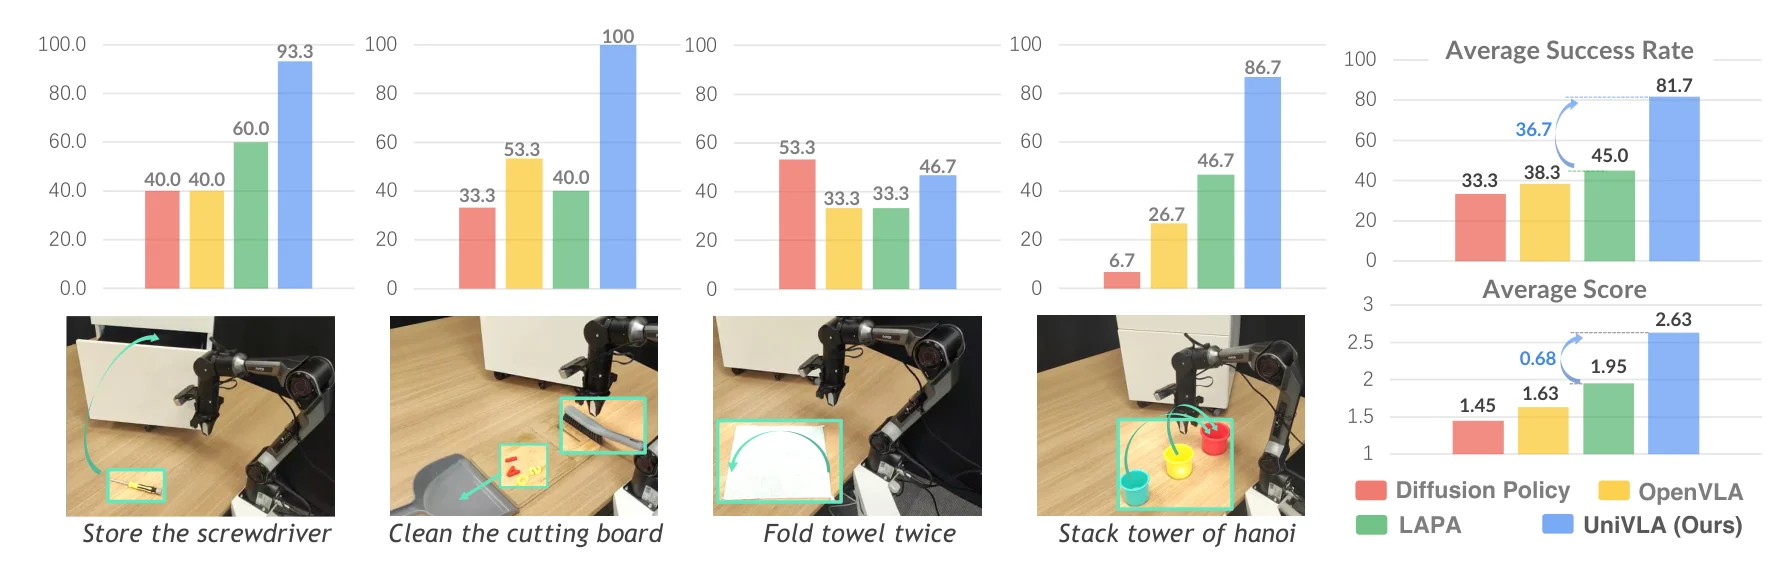 100.0
80.0
60.0
40.0
20.0
0.0
40.0 40.0 60.0 93.3
Store the screwdriver
100
80
60
40
20
0
33.3 53.3 40.0 100
Clean the cutting board
100
80
60
40
20
0
53.3 33.3 33.3 46.7
Fold towel twice
100
80
60
40
20
0
6.7 26.7 46.7 86.7
Stack tower of hanoi
Average Success Rate
100
80
60
40
20
0
33.3 38.3 45.0 81.7
36.7
Average Score
3
2.5
2
1.5
1
1.45 1.63 1.95 2.63
0.68
Diffusion Policy OpenVLA
LAPA UniVLA (Ours)